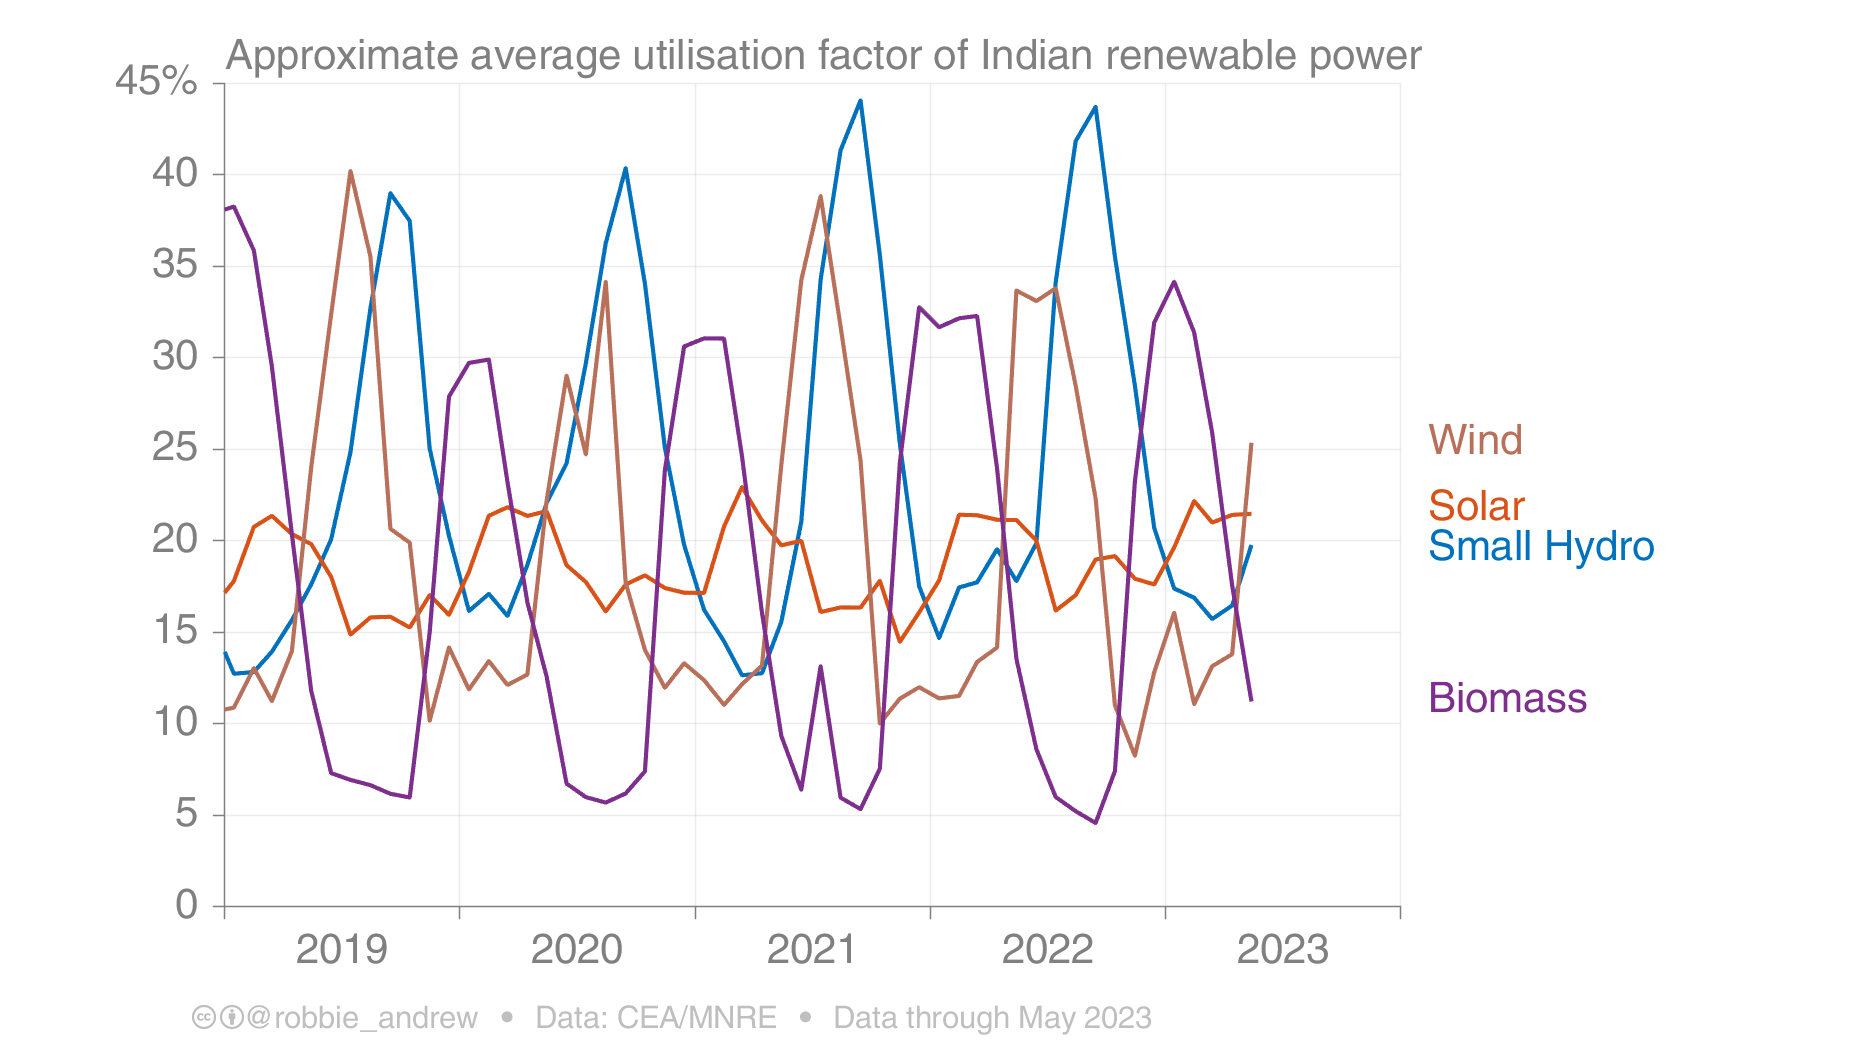 Approximate average utilisation factor of Indian renewable power
45%
40
35
30
25
20
15
10
5
0
Wind
Solar
Small Hydro
Biomass
2019 2020 2021 2022 2023
@robbie_andrew • Data: CEA/MNRE • Data through May 2023